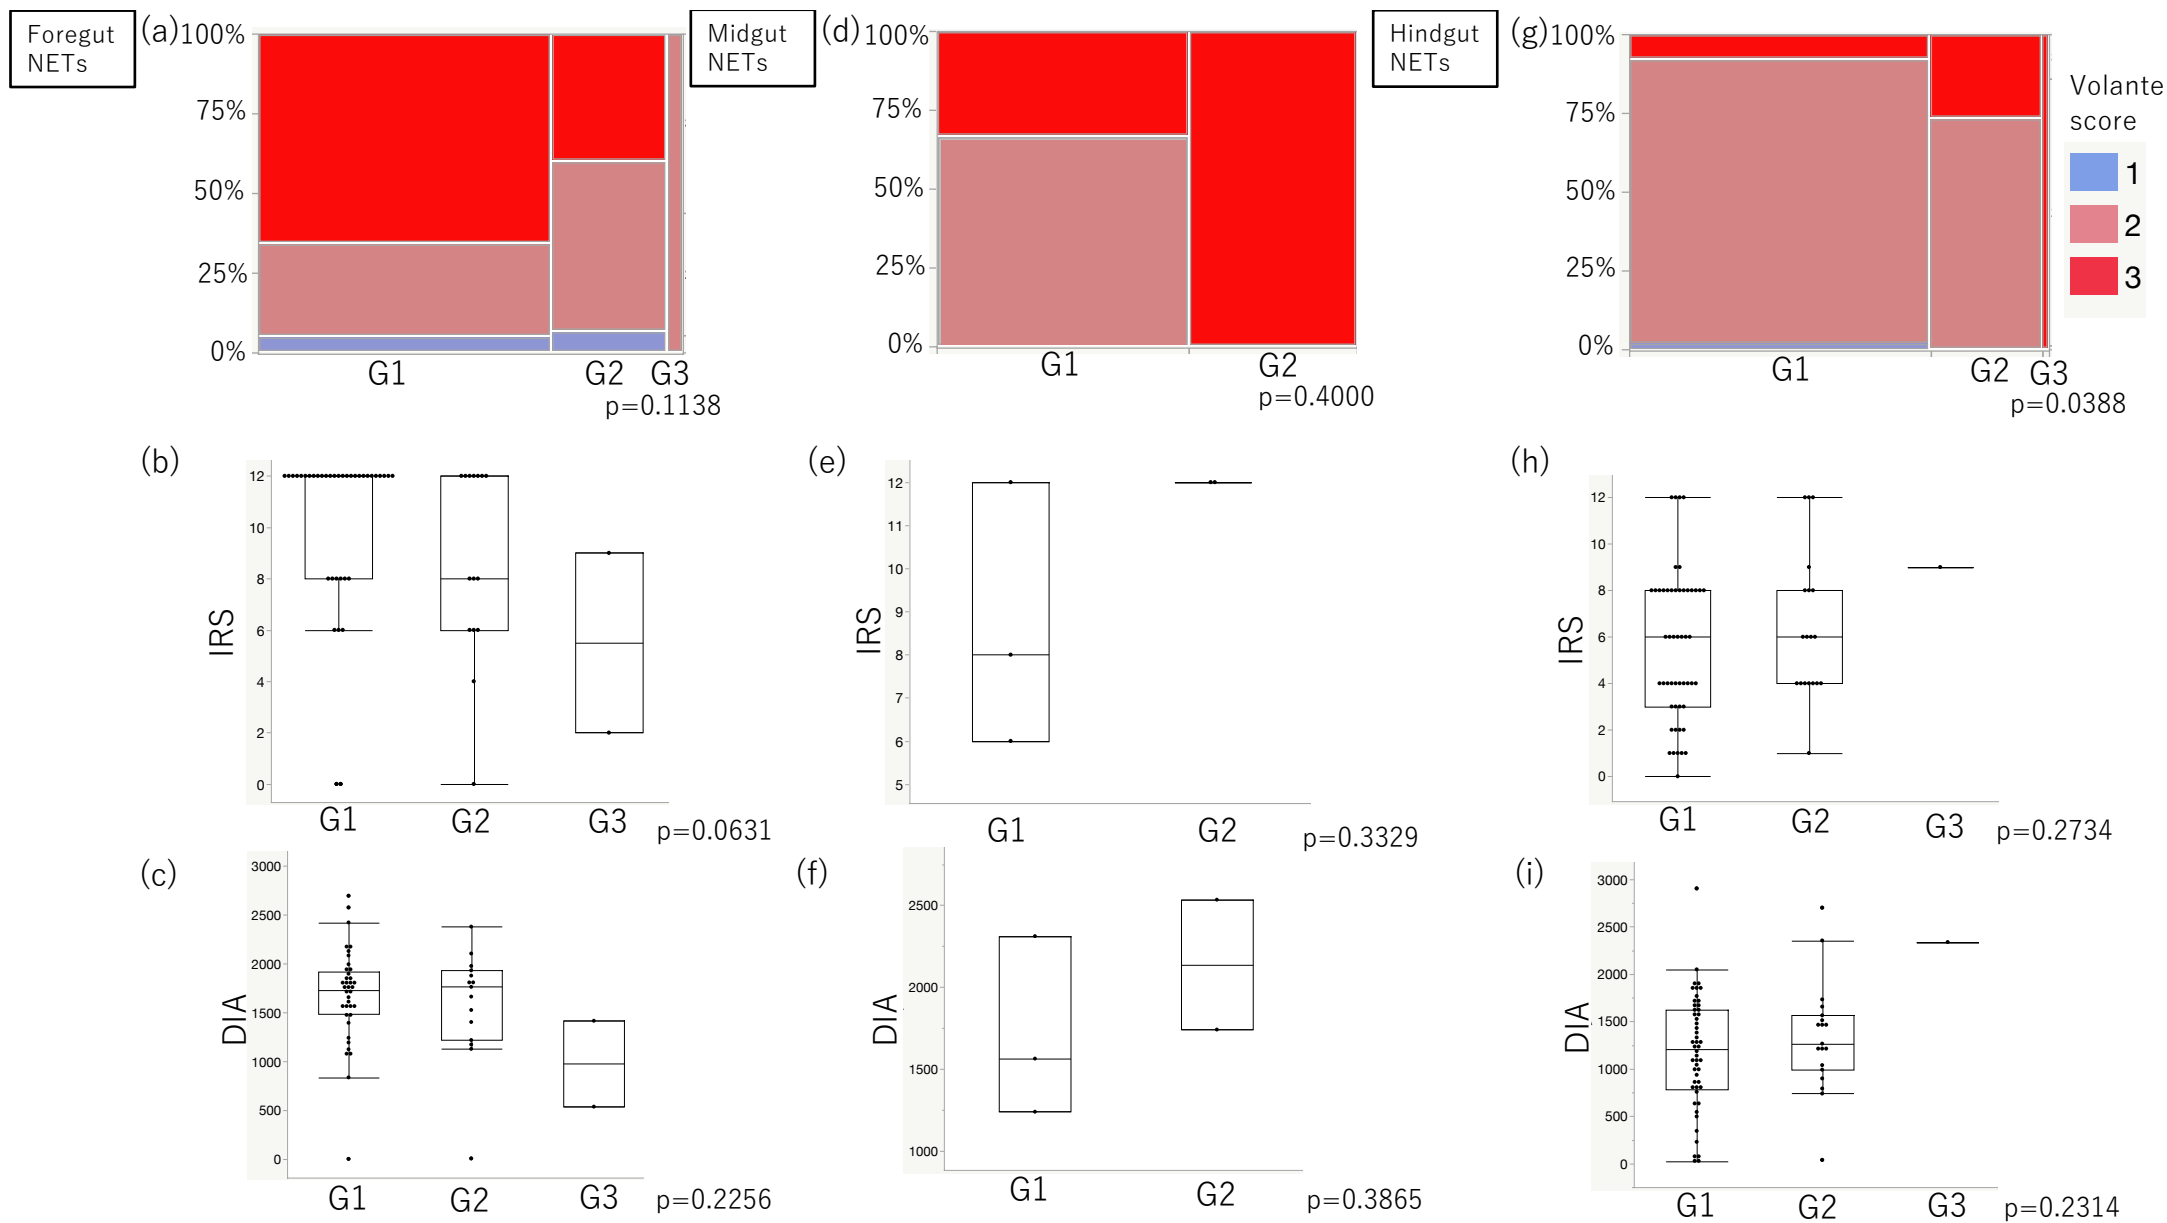 Foregut
NETs
(a)
100%
75%
50%
25%
0%
G1
G2
G3
p=0.1138
Midgut
NETs
(d)
100%
75%
50%
25%
0%
G1
G2
p=0.4000
Hindgut
NETs
(g)
100%
75%
50%
25%
0%
G1
G2
G3
p=0.0388
Volante
score
1
2
3
(b)
IRS
12
10
8
6
4
2
0
G1
G2
G3
p=0.0631
(e)
IRS
12
11
10
9
8
7
6
5
G1
G2
p=0.3329
(h)
IRS
12
10
8
6
4
2
0
G1
G2
G3
p=0.2734
(c)
DIA
3000
2500
2000
1500
1000
500
0
G1
G2
G3
p=0.2256
(f)
DIA
2500
2000
1500
1000
G1
G2
p=0.3865
(i)
DIA
3000
2500
2000
1500
1000
500
0
G1
G2
G3
p=0.2314